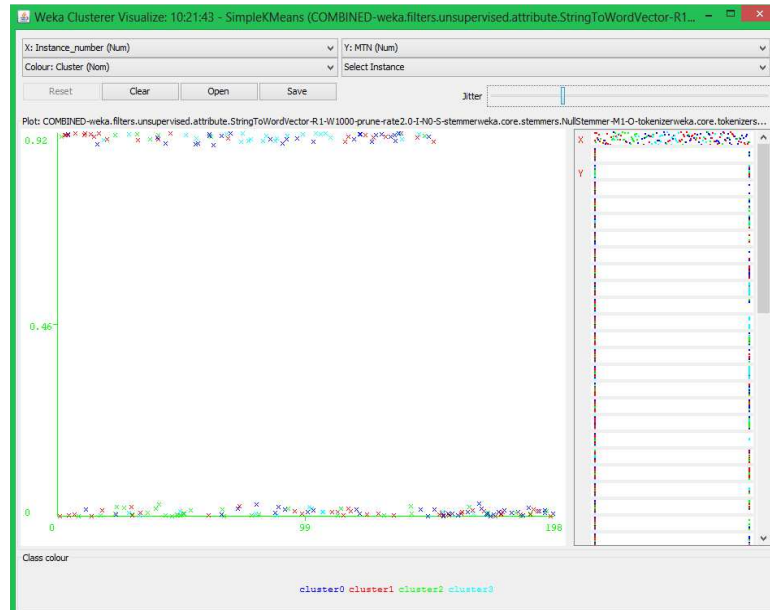 Weka Clusterer Visualize: 10:21:43 - SimpleKMeans (COMBINED-weka.filters.unsupervised.attribute.StringToWordVector-R1...
X: Instance_number (Num) Y: MTN (Num)
Colour: Cluster (Nom) Select Instance
Reset Clear Open Save Jitter
Plot: COMBINED-weka.filters.unsupervised.attribute.StringToWordVector-R1-W1000-prune-rate2.0-I-N0-S-stemmerweka.core.stemmers.NullStemmer-M1-O-tokenizerweka.core.tokenizers...
0.92
X
Y
0.46
0
0 99 198
Class colour
cluster0 cluster1 cluster2 cluster3